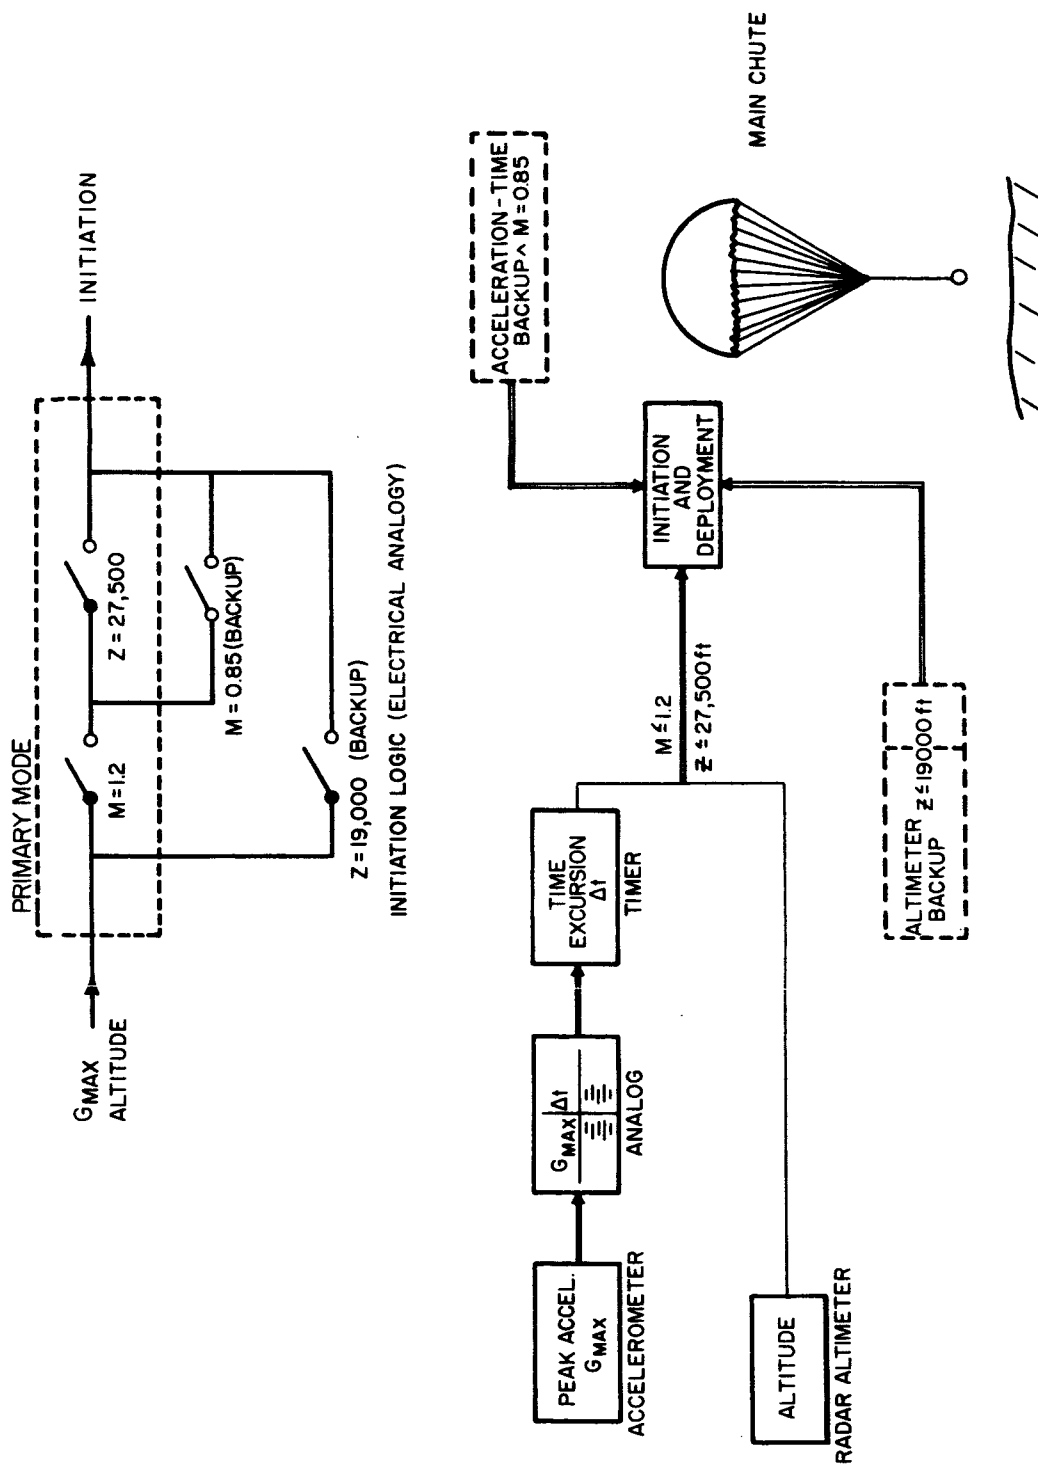 PRIMARY MODE
GMAX
ALTITUDE
M=1.2
Z = 27,500
INITIATION
M = 0.85 (BACKUP)
Z = 19,000 (BACKUP)
INITIATION LOGIC (ELECTRICAL ANALOGY)
PEAK ACCEL.
GMAX
ACCELEROMETER
GMAX Δt
ANALOG
TIME
EXCURSION
Δt
TIMER
ALTITUDE
RADAR ALTIMETER
M ≤ 1.2
Z ≤ 27,500 ft
INITIATION
AND
DEPLOYMENT
ACCELERATION-TIME
BACKUP ^ M = 0.85
ALTIMETER
BACKUP
Z ≤ 19000 ft
MAIN CHUTE